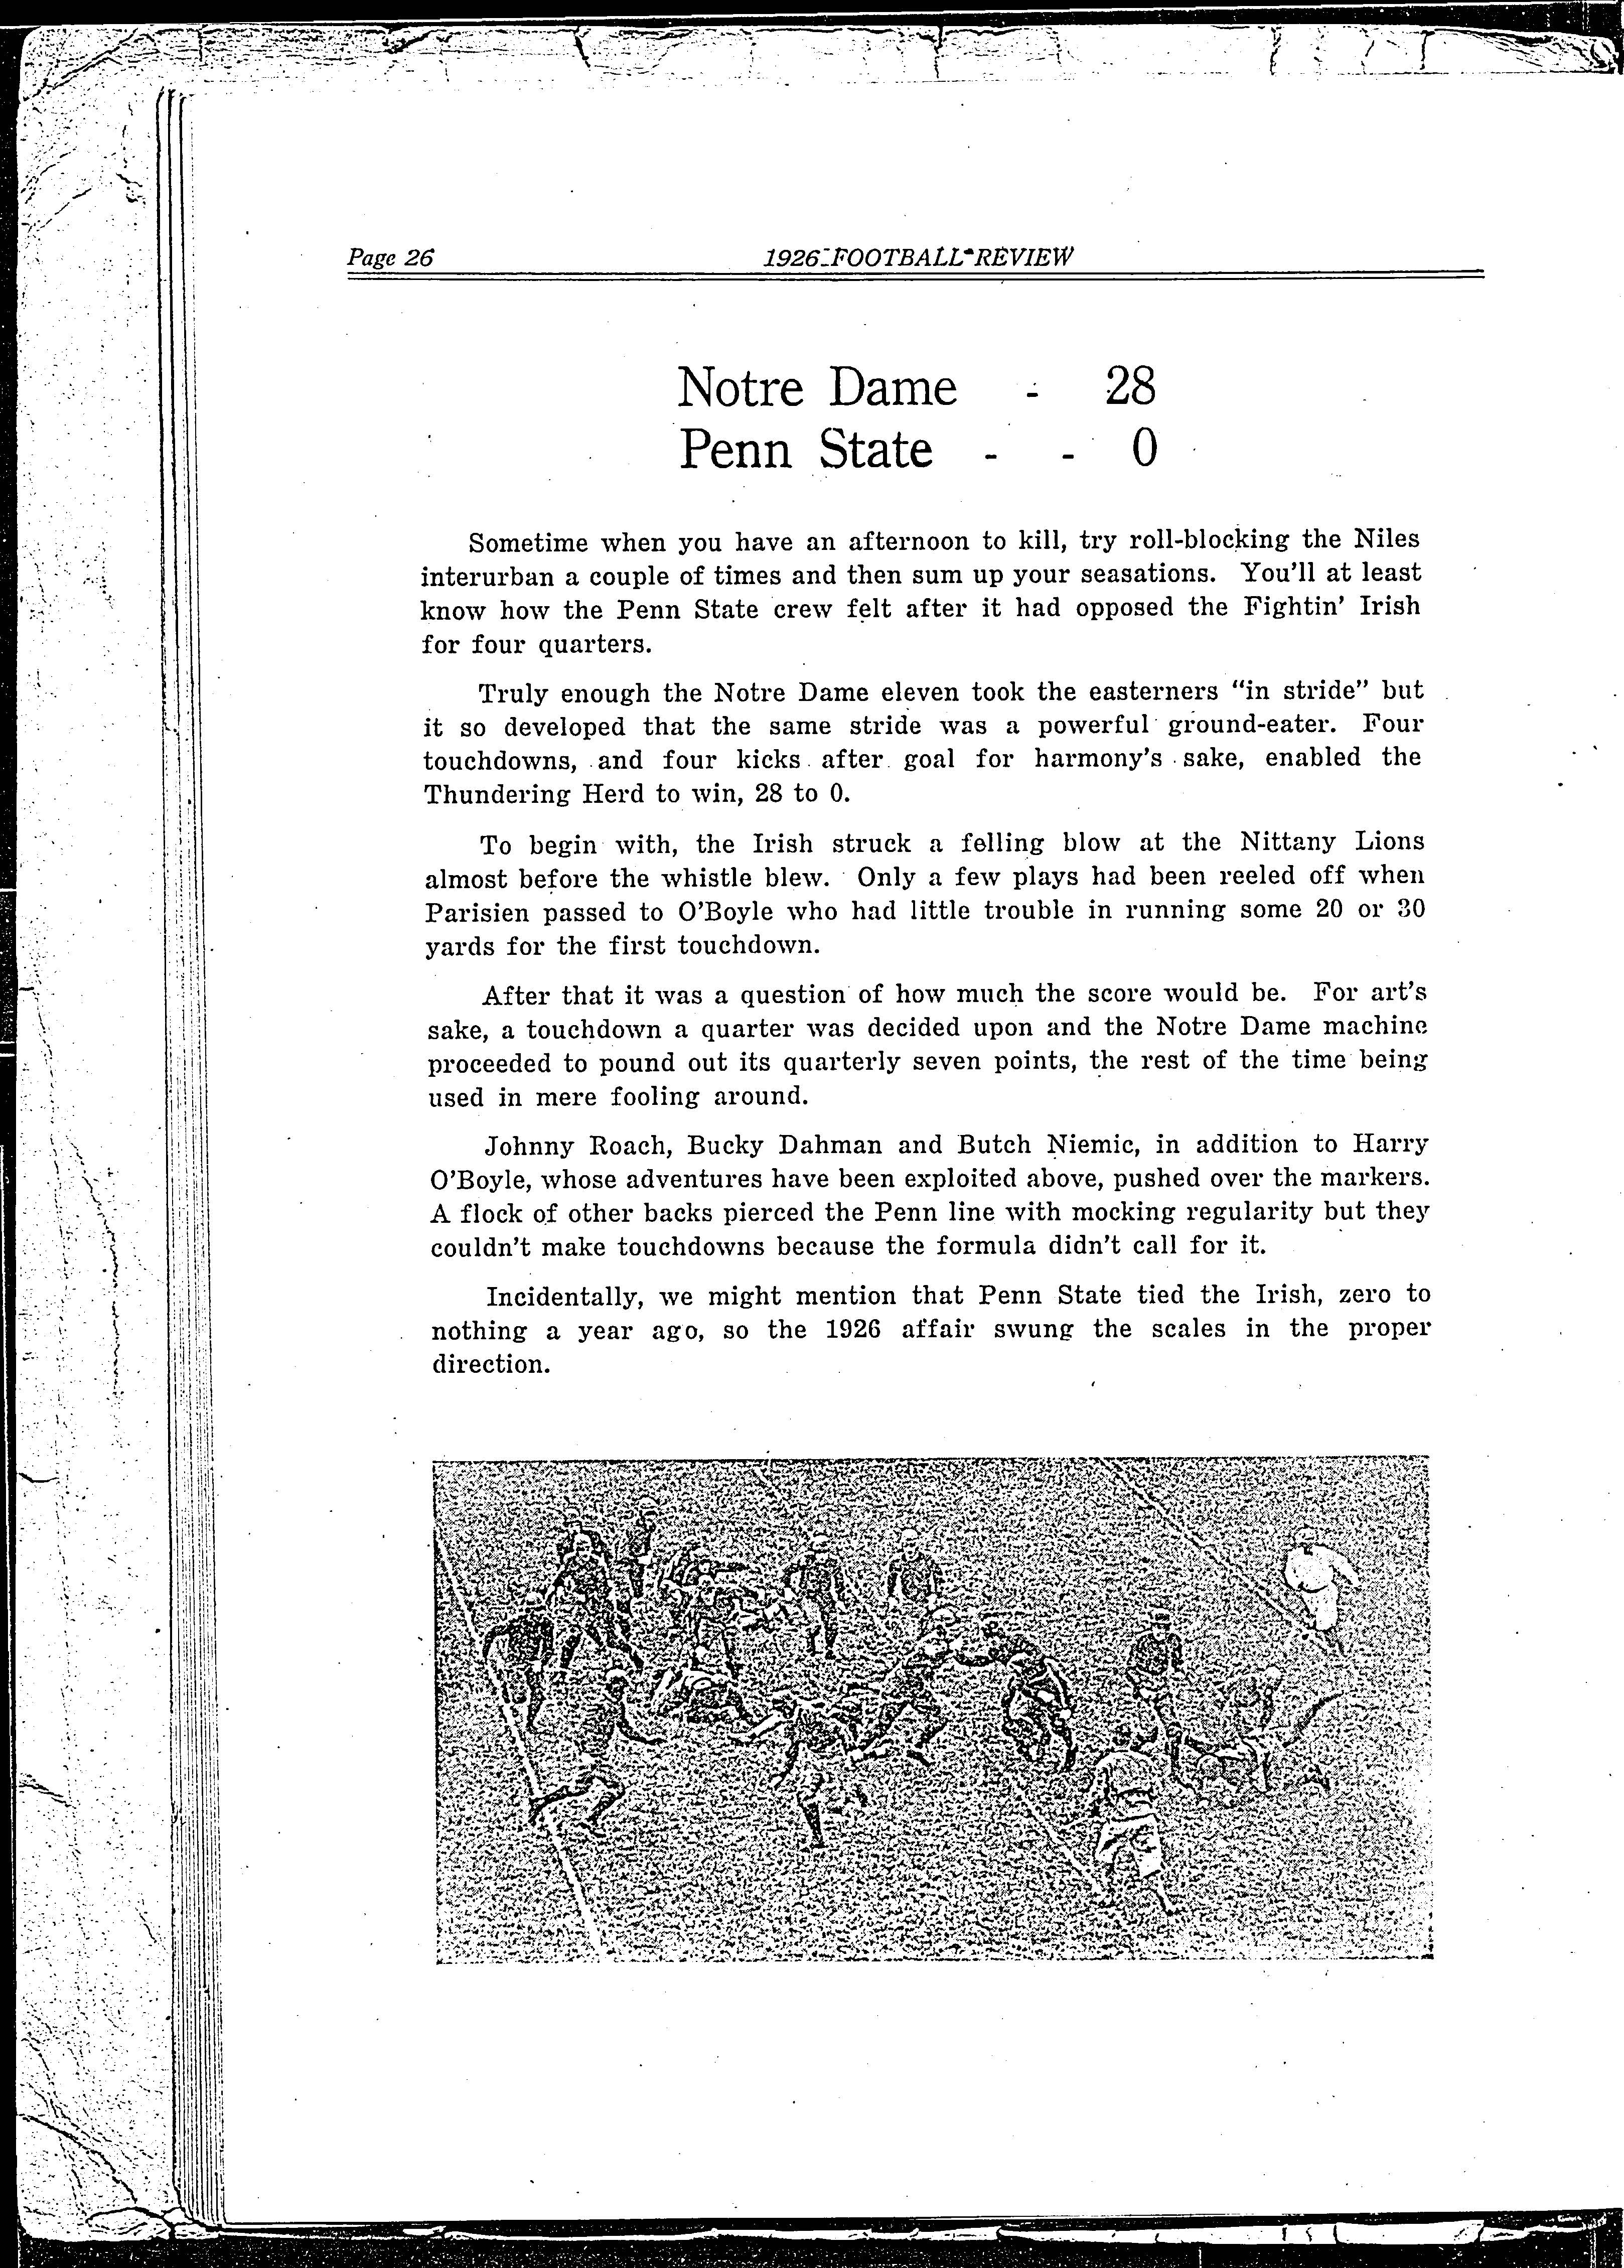 Page 26 1926-FOOTBALL-REVIEW
Notre Dame - 28
Penn State - - 0
Sometime when you have an afternoon to kill, try roll-blocking the Niles
interurban a couple of times and then sum up your seasations. You'll at least
know how the Penn State crew felt after it had opposed the Fightin' Irish
for four quarters.
Truly enough the Notre Dame eleven took the easterners "in stride" but
it so developed that the same stride was a powerful ground-eater. Four
touchdowns, and four kicks after goal for harmony's sake, enabled the
Thundering Herd to win, 28 to 0.
To begin with, the Irish struck a felling blow at the Nittany Lions
almost before the whistle blew. Only a few plays had been reeled off when
Parisien passed to O'Boyle who had little trouble in running some 20 or 30
yards for the first touchdown.
After that it was a question of how much the score would be. For art's
sake, a touchdown a quarter was decided upon and the Notre Dame machine
proceeded to pound out its quarterly seven points, the rest of the time being
used in mere fooling around.
Johnny Roach, Bucky Dahman and Butch Niemic, in addition to Harry
O'Boyle, whose adventures have been exploited above, pushed over the markers.
A flock of other backs pierced the Penn line with mocking regularity but they
couldn't make touchdowns because the formula didn't call for it.
Incidentally, we might mention that Penn State tied the Irish, zero to
nothing a year ago, so the 1926 affair swung the scales in the proper
direction.